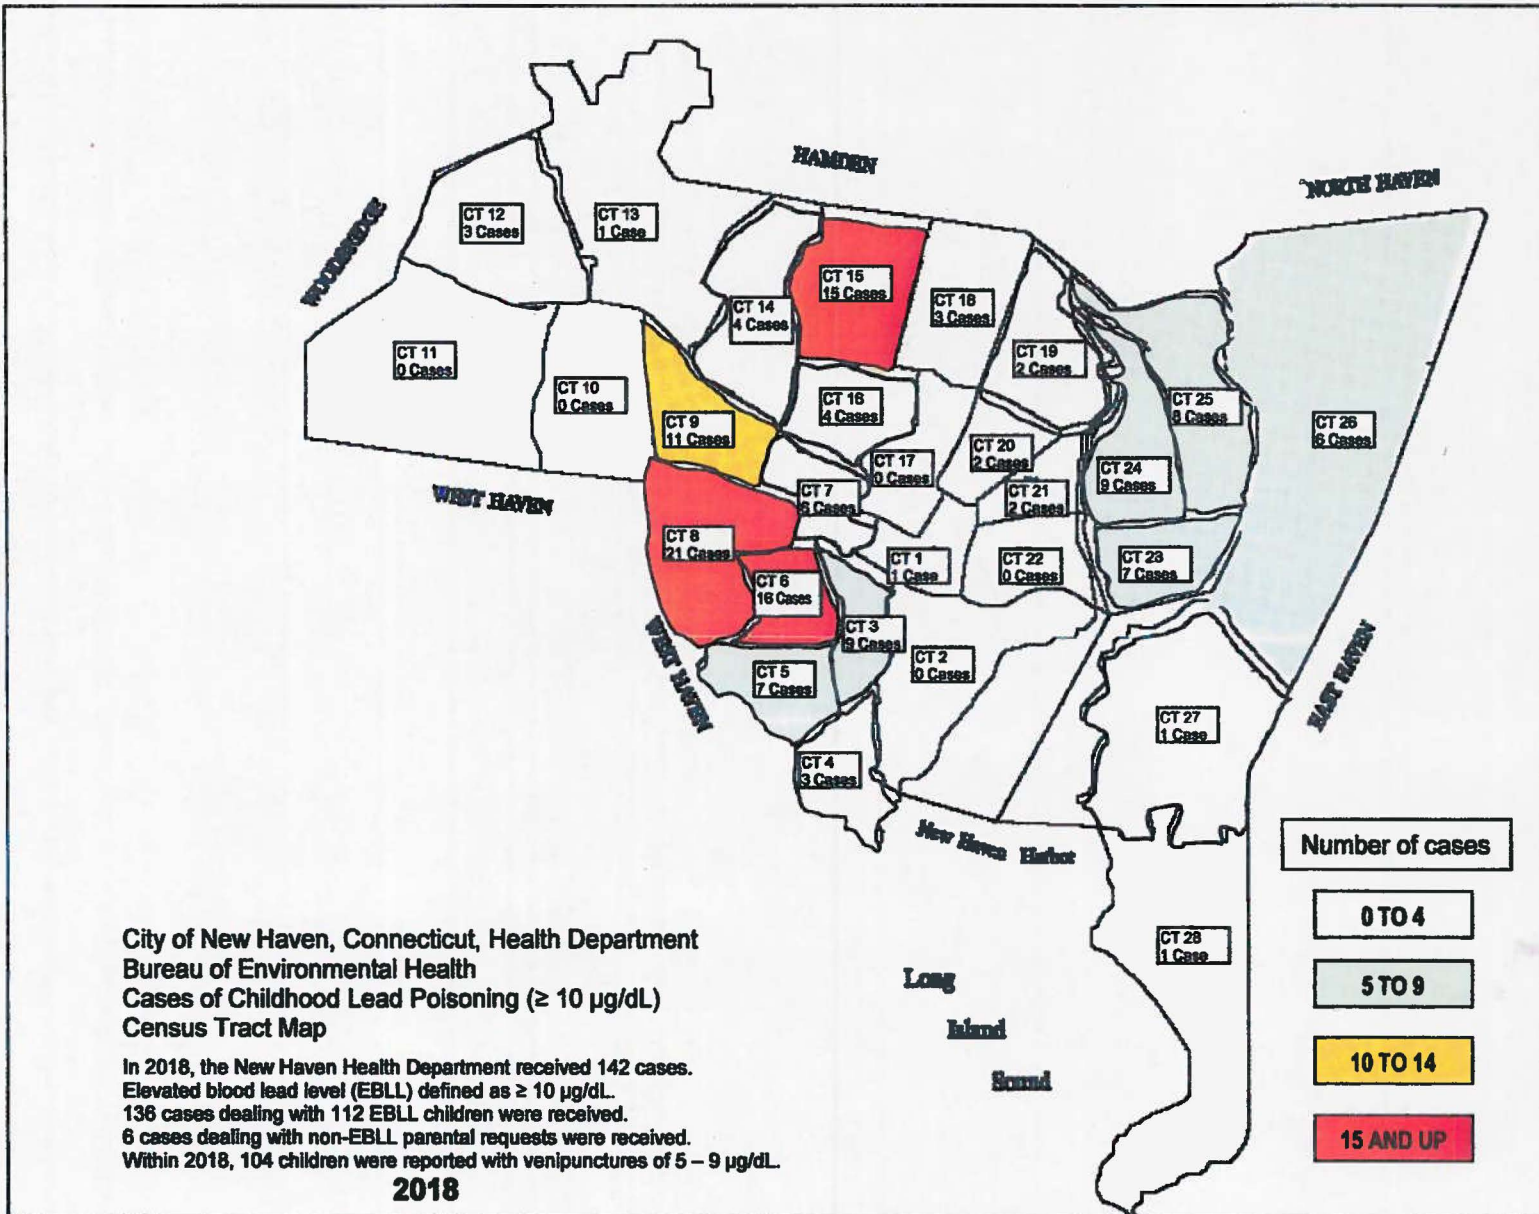 HAMDEN
NORTH HAVEN
WOODBRIDGE
CT 12
3 Cases
CT 13
1 Case
CT 15
15 Cases
CT 14
4 Cases
CT 18
3 Cases
CT 19
2 Cases
CT 11
0 Cases
CT 10
0 Cases
CT 9
11 Cases
CT 16
4 Cases
CT 25
8 Cases
CT 26
6 Cases
CT 20
2 Cases
CT 17
0 Cases
CT 24
9 Cases
CT 7
6 Cases
CT 21
2 Cases
WEST HAVEN
CT 8
21 Cases
CT 1
1 Case
CT 22
0 Cases
CT 23
7 Cases
CT 6
16 Cases
CT 3
9 Cases
CT 2
0 Cases
CT 5
7 Cases
WEST HAVEN
EAST HAVEN
CT 27
1 Case
CT 4
3 Cases
New Haven Harbor
Number of cases
0 TO 4
5 TO 9
10 TO 14
15 AND UP
CT 28
1 Case
Long
Island
Sound
City of New Haven, Connecticut, Health Department
Bureau of Environmental Health
Cases of Childhood Lead Poisoning (≥ 10 µg/dL)
Census Tract Map
In 2018, the New Haven Health Department received 142 cases.
Elevated blood lead level (EBLL) defined as ≥ 10 µg/dL.
136 cases dealing with 112 EBLL children were received.
6 cases dealing with non-EBLL parental requests were received.
Within 2018, 104 children were reported with venipunctures of 5 – 9 µg/dL.
2018